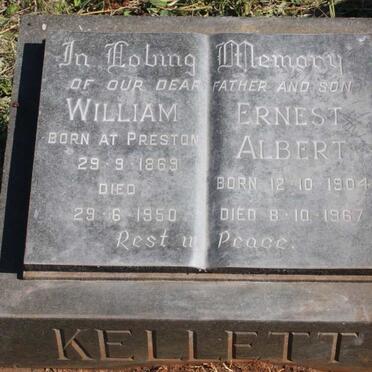 In Loving Memory
OF OUR DEAR FATHER AND SON
WILLIAM
BORN AT PRESTON
29-9-1869
DIED
29-6-1950
ERNEST
ALBERT
BORN 12-10-1904
DIED 8-10-1967
Rest in Peace.
KELLETT